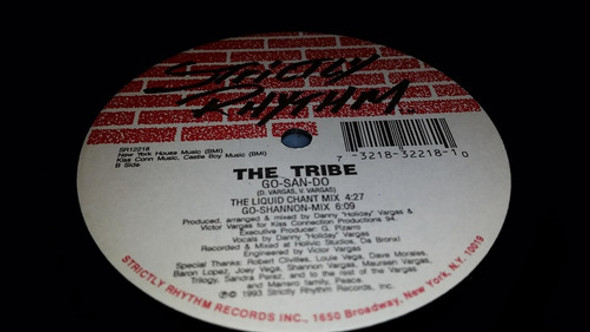 STRICTLY
RHYTHM
SR12218
New York House Music (BMI)
Kiss Conn Music, Castle Boy Music (BMI)
B Side
7 -3218-32218-1 0
THE TRIBE
GO-SAN-DO
(D. VARGAS, V. VARGAS)
THE LIQUID CHANT MIX 4:27
GO-SHANNON-MIX 6:09
Produced, arranged & mixed by Danny "Holiday" Vargas &
Victor Vargas for Kiss Connection Productions 94.
Executive Producer: G. Pizarro
Vocals by Danny "Holiday" Vargas
Recorded & Mixed at Holivic Studios, Da Bronx!
Engineered by Victor Vargas
Special Thanks: Robert Clivilles, Louie Vega, Dave Morales,
Baron Lopez, Joey Vega, Shannon Vargas, Maureen Vargas,
Trilogy, Sandra Perez, and to the rest of the Vargas
and Marrero family, Peace.
℗© 1993 Strictly Rhythm Records, Inc.
STRICTLY RHYTHM RECORDS INC., 1650 Broadway, New York, N.Y. 10019